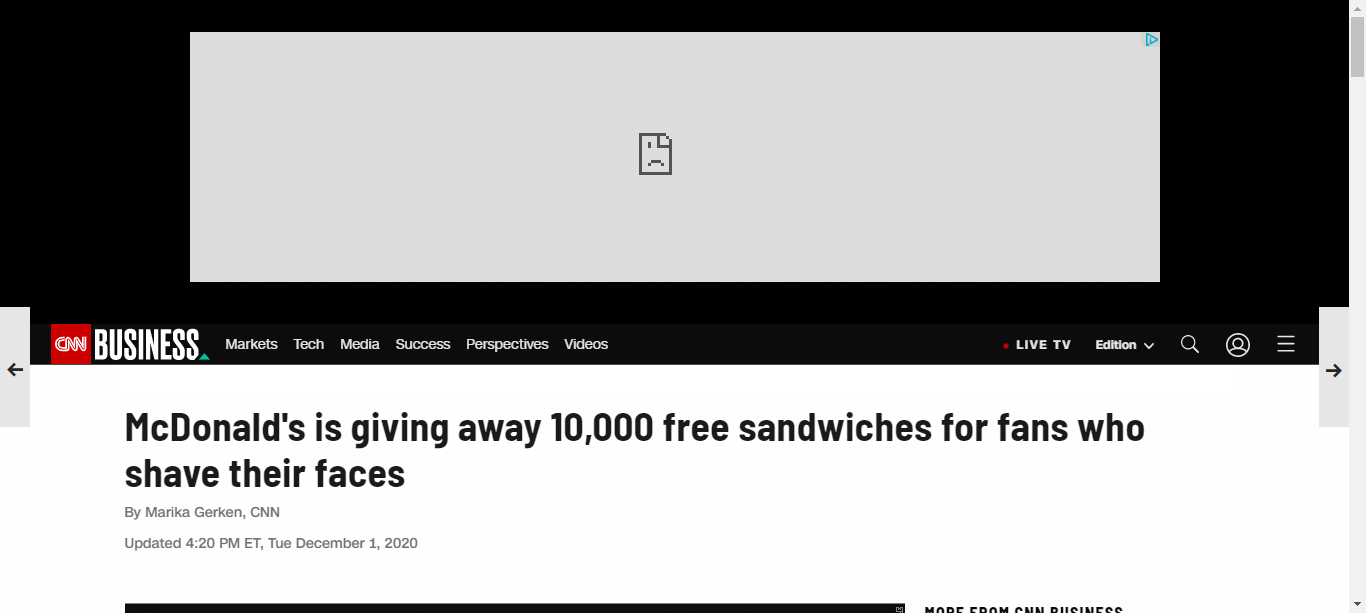 CNN BUSINESS Markets Tech Media Success Perspectives Videos LIVE TV Edition
McDonald's is giving away 10,000 free sandwiches for fans who
shave their faces
By Marika Gerken, CNN
Updated 4:20 PM ET, Tue December 1, 2020
MORE FROM CNN BUSINESS